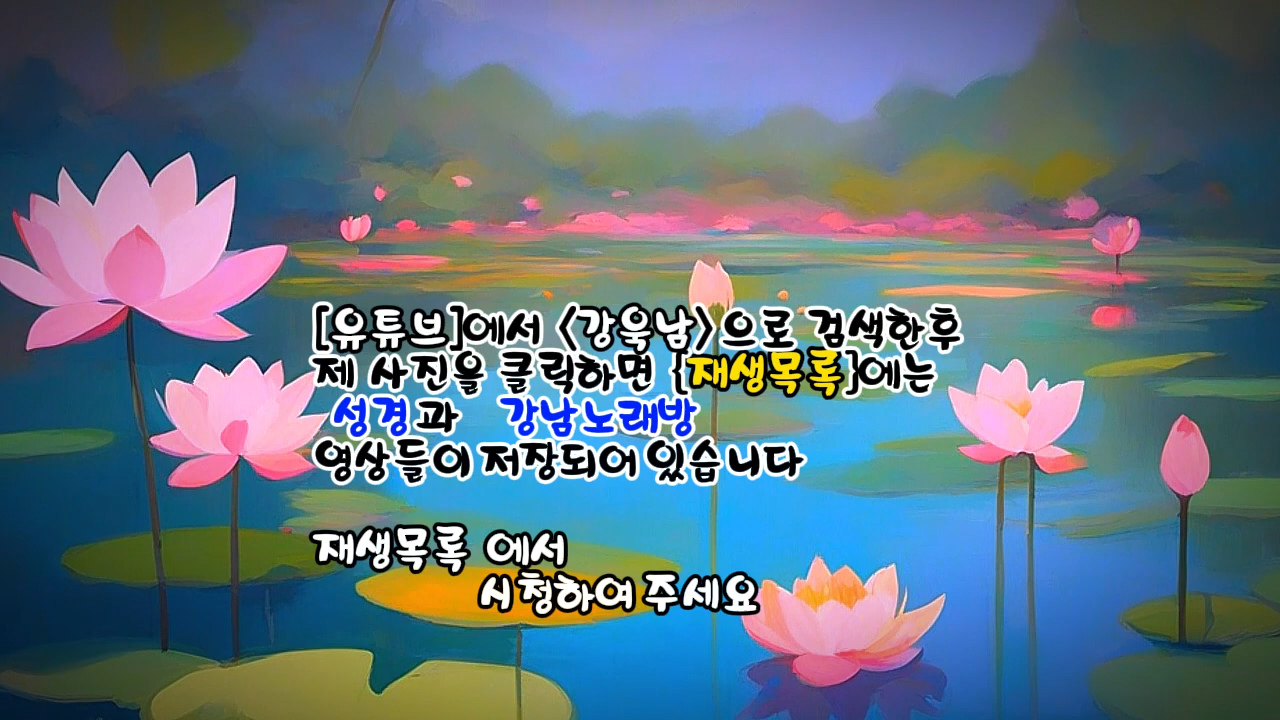 [유튜브]에서 <강욱남>으로 검색한후
제 사진을 클릭하면 {재생목록]에는
성경과 강남노래방
영상들이 저장되어 있습니다
재생목록 에서
시청하여 주세요